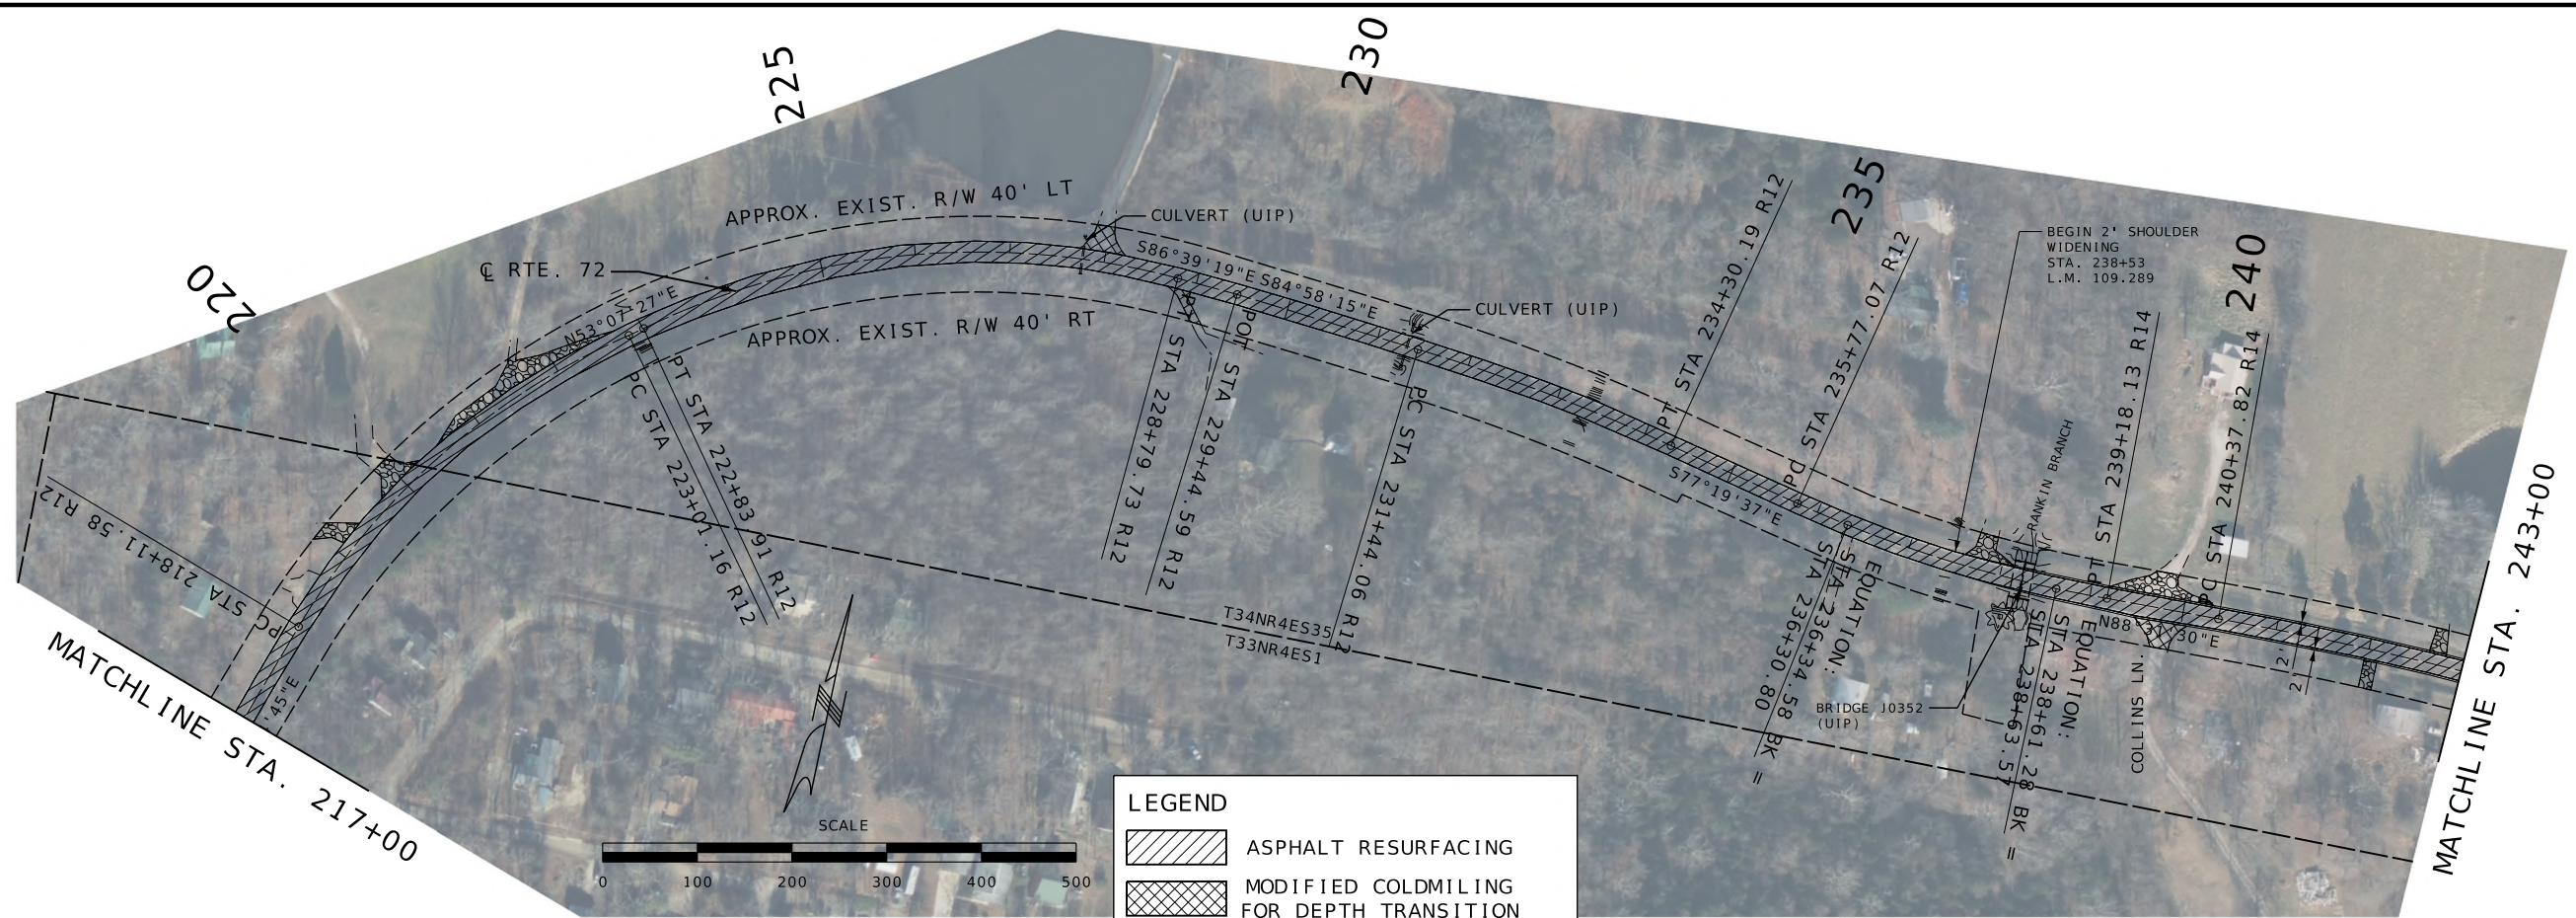 220
225
230
235
240
APPROX. EXIST. R/W 40' LT
CULVERT (UIP)
℄ RTE. 72
N53°07'27"E
APPROX. EXIST. R/W 40' RT
S86°39'19"E
S84°58'15"E
CULVERT (UIP)
PT STA 234+30.19 R12
PC STA 235+77.07 R12
BEGIN 2' SHOULDER
WIDENING
STA. 238+53
L.M. 109.289
PT STA 239+18.13 R14
PC STA 240+37.82 R14
RANKIN BRANCH
PC STA 218+11.58 R12
PT STA 222+83.91 R12
PC STA 223+01.16 R12
PT STA 228+79.73 R12
POT STA 229+44.59 R12
PC STA 231+44.06 R12
S77°19'37"E
EQUATION:
STA 236+34.58 BK =
STA 236+30.80
EQUATION:
STA 238+61.28 BK =
STA 238+63.57
N88°37'30"E
2'
2'
COLLINS LN.
BRIDGE J0352
(UIP)
T34NR4ES35
T33NR4ES1
'45"E
MATCHLINE STA. 217+00
MATCHLINE STA. 243+00
SCALE
0 100 200 300 400 500
LEGEND
ASPHALT RESURFACING
MODIFIED COLDMILING
FOR DEPTH TRANSITION